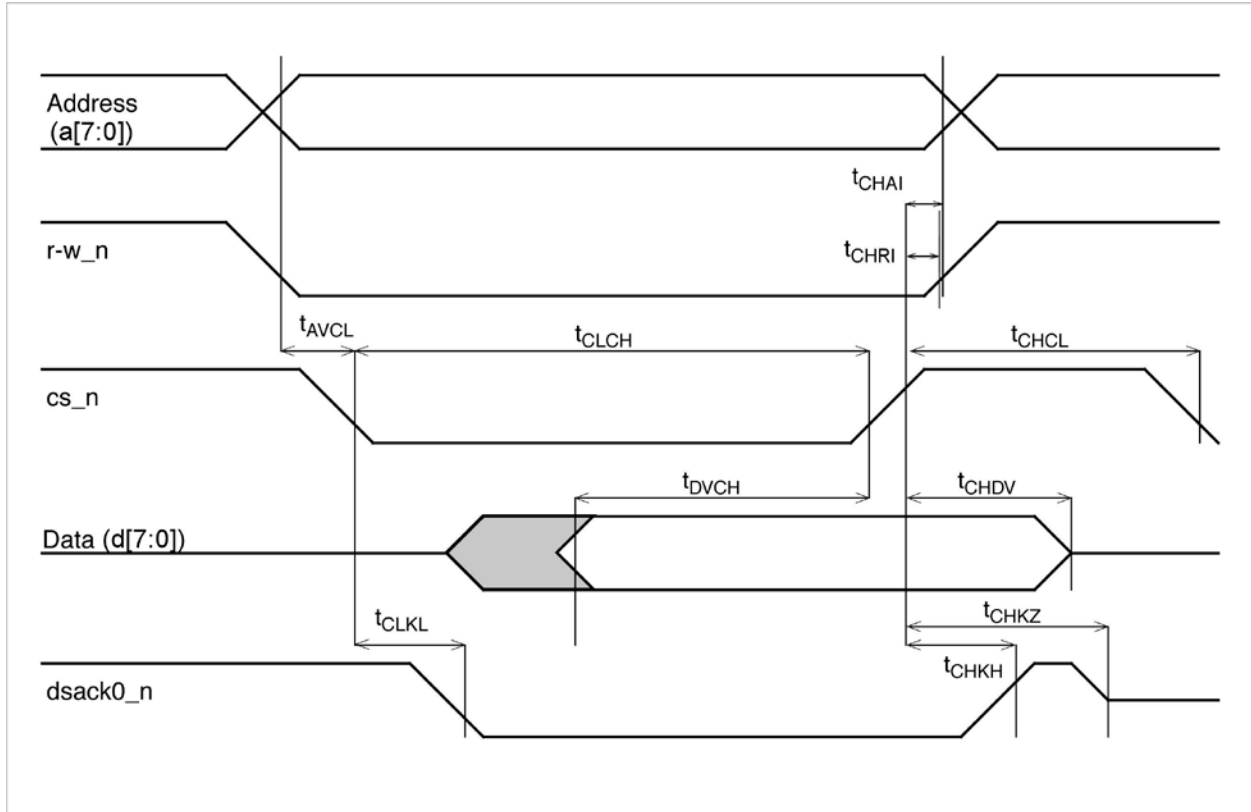 Address
(a[7:0])
tCHAI
r-w_n
tCHRI
tAVCL
tCLCH
tCHCL
cs_n
tDVCH
tCHDV
Data (d[7:0])
tCLKL
tCHKZ
tCHKH
dsack0_n